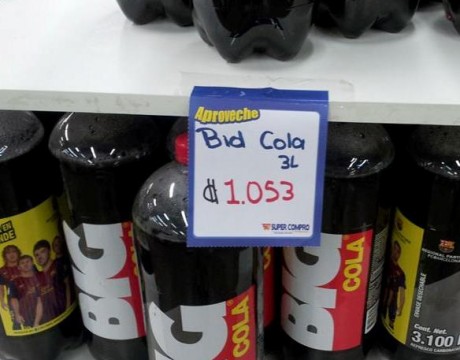 Aproveche
Bid Cola
3L
₡ 1.053
SUPER COMPRO
BIG
COLA
BIG
COLA
BIG
COLA
Cont. Net.
3.100